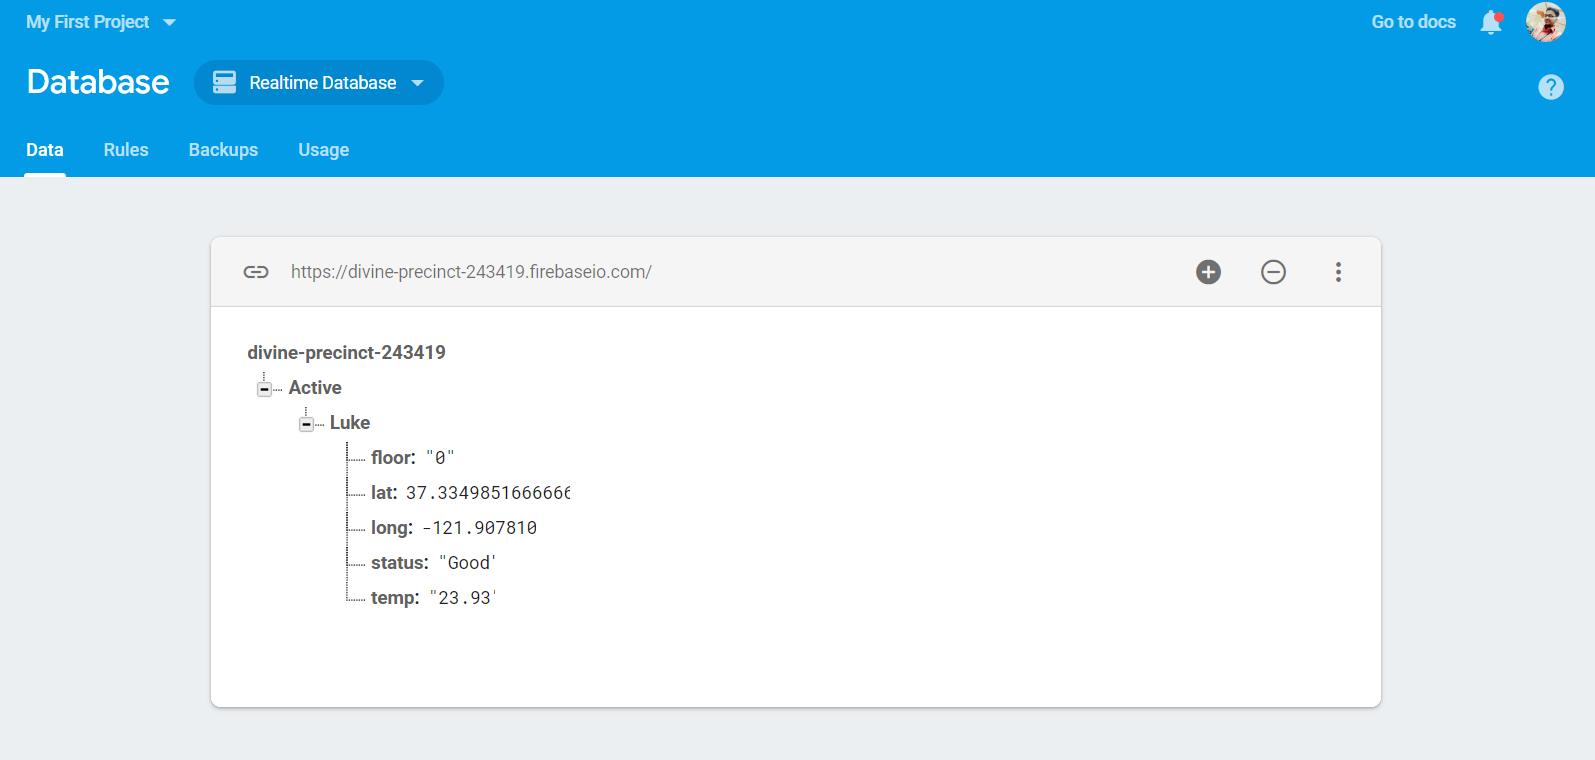 My First Project
Go to docs
Database
Realtime Database
?
Data Rules Backups Usage
https://divine-precinct-243419.firebaseio.com/
divine-precinct-243419
Active
Luke
floor: "0"
lat: 37.3349851666666
long: -121.907810
status: "Good'
temp: "23.93'